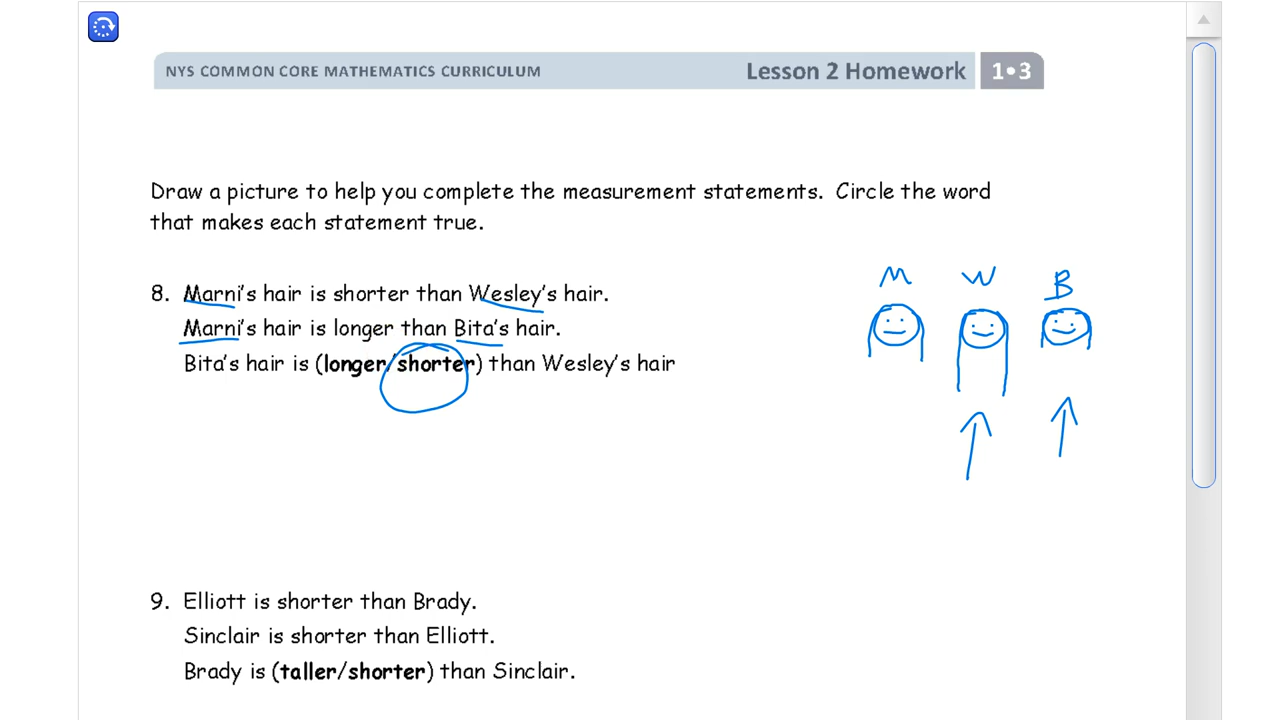 NYS COMMON CORE MATHEMATICS CURRICULUM Lesson 2 Homework 1•3
Draw a picture to help you complete the measurement statements. Circle the word
that makes each statement true.
8. Marni's hair is shorter than Wesley's hair.
Marni's hair is longer than Bita's hair.
Bita's hair is (longer/shorter) than Wesley's hair
M W B
9. Elliott is shorter than Brady.
Sinclair is shorter than Elliott.
Brady is (taller/shorter) than Sinclair.